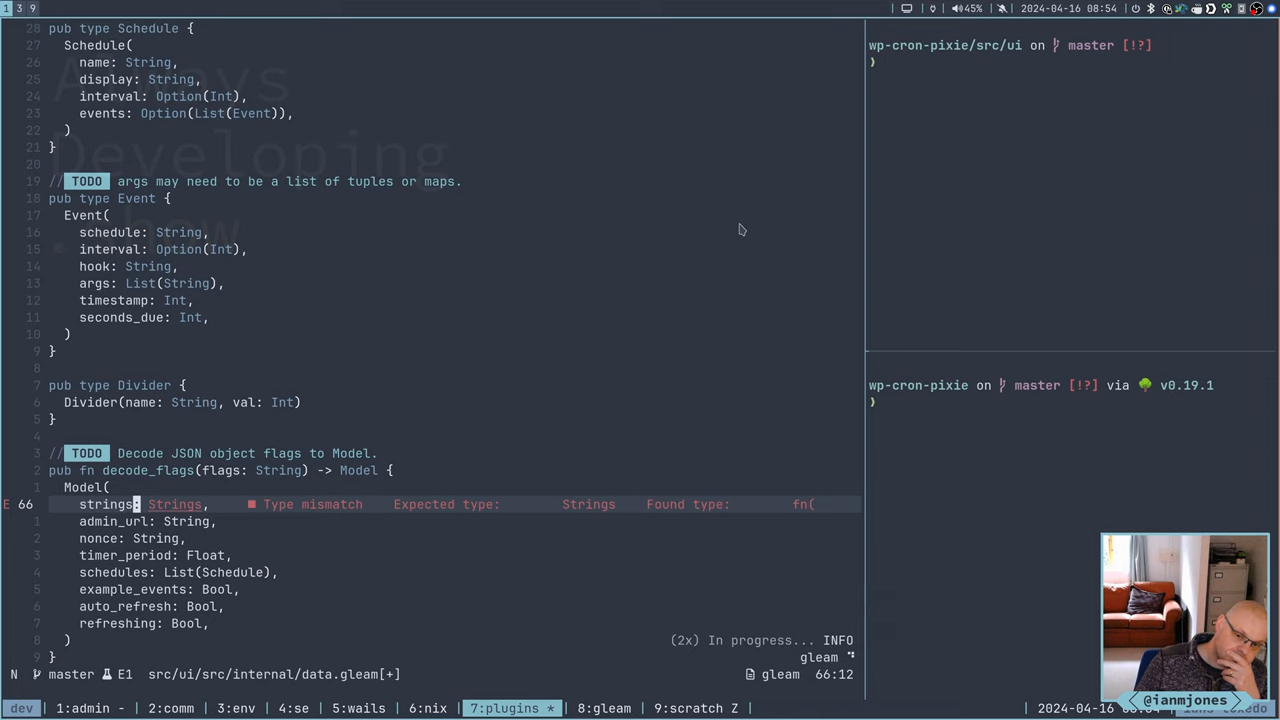 1 3 9
45%
2024-04-16 08:54
28 pub type Schedule {
27 Schedule(
26 name: String,
25 display: String,
24 interval: Option(Int),
23 events: Option(List(Event)),
22 )
21 }
20
19 // TODO args may need to be a list of tuples or maps.
18 pub type Event {
17 Event(
16 schedule: String,
15 interval: Option(Int),
14 hook: String,
13 args: List(String),
12 timestamp: Int,
11 seconds_due: Int,
10 )
9 }
8
7 pub type Divider {
6 Divider(name: String, val: Int)
5 }
4
3 // TODO Decode JSON object flags to Model.
2 pub fn decode_flags(flags: String) -> Model {
1 Model(
E 66 strings: Strings, ■ Type mismatch Expected type: Strings Found type: fn(
1 admin_url: String,
2 nonce: String,
3 timer_period: Float,
4 schedules: List(Schedule),
5 example_events: Bool,
6 auto_refresh: Bool,
7 refreshing: Bool,
8 )
9 }
(2x) In progress... INFO
gleam
N master E1 src/ui/src/internal/data.gleam[+] gleam 66:12
Always
Developing
wp-cron-pixie/src/ui on master [!?]
❯
wp-cron-pixie on master [!?] via 🌳 v0.19.1
❯
dev 1:admin - 2:comm 3:env 4:se 5:wails 6:nix 7:plugins * 8:gleam 9:scratch Z
2024-04-16
@ianmjones